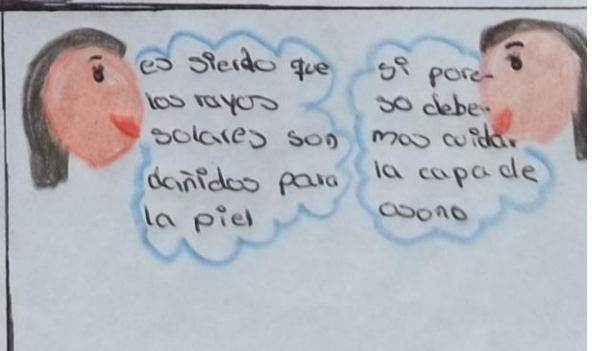 es sierdo que
los rayos
solares son
dañidos para
la piel
si pore-
so debe-
mos cuidar
la capa de
asono